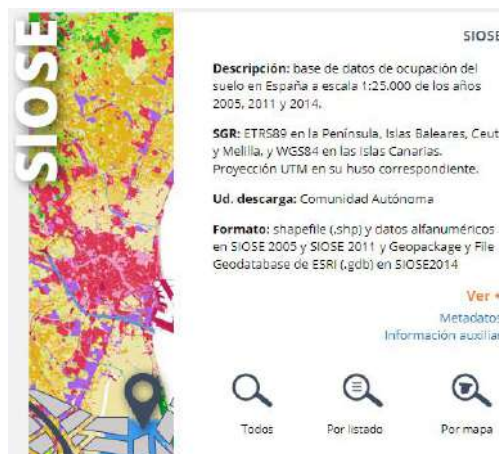 SIOSE
SIOSE
Descripción: base de datos de ocupación del
suelo en España a escala 1:25.000 de los años
2005, 2011 y 2014.
SGR: ETRS89 en la Península, Islas Baleares, Ceut
y Melilla, y WGS84 en las Islas Canarias.
Proyección UTM en su huso correspondiente.
Ud. descarga: Comunidad Autónoma
Formato: shapefile (.shp) y datos alfanuméricos
en SIOSE 2005 y SIOSE 2011 y Geopackage y File
Geodatabase de ESRI (.gdb) en SIOSE2014
Ver +
Metadatos
Información auxiliar
Todos
Por listado
Por mapa